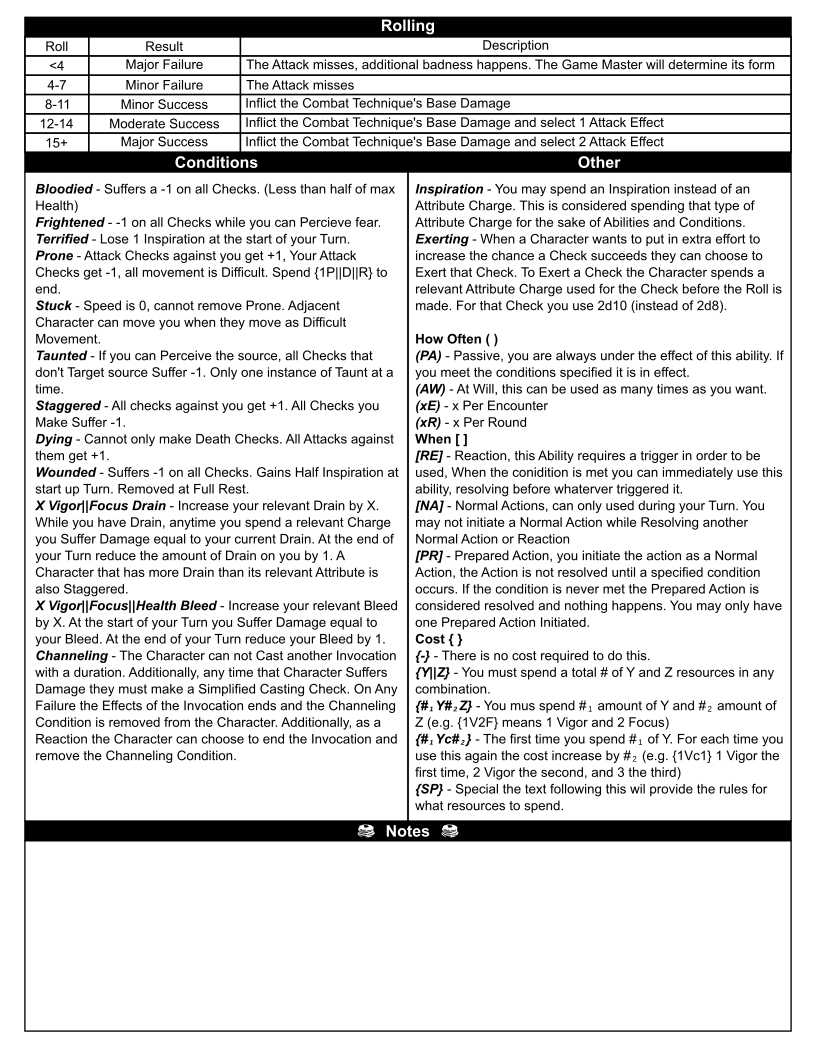 Rolling
Roll Result Description
<4 Major Failure The Attack misses, additional badness happens. The Game Master will determine its form
4-7 Minor Failure The Attack misses
8-11 Minor Success Inflict the Combat Technique's Base Damage
12-14 Moderate Success Inflict the Combat Technique's Base Damage and select 1 Attack Effect
15+ Major Success Inflict the Combat Technique's Base Damage and select 2 Attack Effect
Conditions
Bloodied - Suffers a -1 on all Checks. (Less than half of max
Health)
Frightened - -1 on all Checks while you can Percieve fear.
Terrified - Lose 1 Inspiration at the start of your Turn.
Prone - Attack Checks against you get +1, Your Attack
Checks get -1, all movement is Difficult. Spend {1P||D||R} to
end.
Stuck - Speed is 0, cannot remove Prone. Adjacent
Character can move you when they move as Difficult
Movement.
Taunted - If you can Perceive the source, all Checks that
don't Target source Suffer -1. Only one instance of Taunt at a
time.
Staggered - All checks against you get +1. All Checks you
Make Suffer -1.
Dying - Cannot only make Death Checks. All Attacks against
them get +1.
Wounded - Suffers -1 on all Checks. Gains Half Inspiration at
start up Turn. Removed at Full Rest.
X Vigor||Focus Drain - Increase your relevant Drain by X.
While you have Drain, anytime you spend a relevant Charge
you Suffer Damage equal to your current Drain. At the end of
your Turn reduce the amount of Drain on you by 1. A
Character that has more Drain than its relevant Attribute is
also Staggered.
X Vigor||Focus||Health Bleed - Increase your relevant Bleed
by X. At the start of your Turn you Suffer Damage equal to
your Bleed. At the end of your Turn reduce your Bleed by 1.
Channeling - The Character can not Cast another Invocation
with a duration. Additionally, any time that Character Suffers
Damage they must make a Simplified Casting Check. On Any
Failure the Effects of the Invocation ends and the Channeling
Condition is removed from the Character. Additionally, as a
Reaction the Character can choose to end the Invocation and
remove the Channeling Condition.
Other
Inspiration - You may spend an Inspiration instead of an
Attribute Charge. This is considered spending that type of
Attribute Charge for the sake of Abilities and Conditions.
Exerting - When a Character wants to put in extra effort to
increase the chance a Check succeeds they can choose to
Exert that Check. To Exert a Check the Character spends a
relevant Attribute Charge used for the Check before the Roll is
made. For that Check you use 2d10 (instead of 2d8).
How Often ( )
(PA) - Passive, you are always under the effect of this ability. If
you meet the conditions specified it is in effect.
(AW) - At Will, this can be used as many times as you want.
(xE) - x Per Encounter
(xR) - x Per Round
When [ ]
[RE] - Reaction, this Ability requires a trigger in order to be
used, When the conidition is met you can immediately use this
ability, resolving before whatever triggered it.
[NA] - Normal Actions, can only used during your Turn. You
may not initiate a Normal Action while Resolving another
Normal Action or Reaction
[PR] - Prepared Action, you initiate the action as a Normal
Action, the Action is not resolved until a specified condition
occurs. If the condition is never met the Prepared Action is
considered resolved and nothing happens. You may only have
one Prepared Action Initiated.
Cost { }
{-} - There is no cost required to do this.
{Y||Z} - You must spend a total # of Y and Z resources in any
combination.
{#₁Y#₂Z} - You mus spend #₁ amount of Y and #₂ amount of
Z (e.g. {1V2F} means 1 Vigor and 2 Focus)
{#₁Yc#₂} - The first time you spend #₁ of Y. For each time you
use this again the cost increase by #₂ (e.g. {1Vc1} 1 Vigor the
first time, 2 Vigor the second, and 3 the third)
{SP} - Special the text following this wil provide the rules for
what resources to spend.
Notes